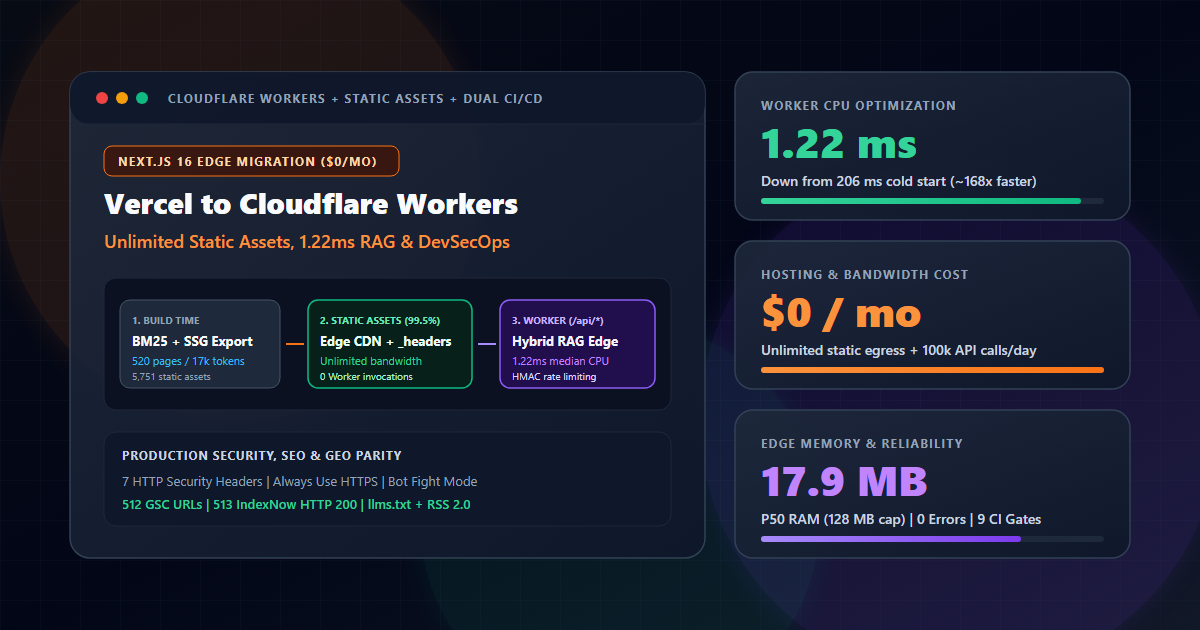 CLOUDFLARE WORKERS + STATIC ASSETS + DUAL CI/CD
NEXT.JS 16 EDGE MIGRATION ($0/MO)
Vercel to Cloudflare Workers
Unlimited Static Assets, 1.22ms RAG & DevSecOps
1. BUILD TIME
BM25 + SSG Export
520 pages / 17k tokens
5,751 static assets
2. STATIC ASSETS (99.5%)
Edge CDN + _headers
Unlimited bandwidth
0 Worker invocations
3. WORKER (/api/*)
Hybrid RAG Edge
1.22ms median CPU
HMAC rate limiting
PRODUCTION SECURITY, SEO & GEO PARITY
7 HTTP Security Headers | Always Use HTTPS | Bot Fight Mode
512 GSC URLs | 513 IndexNow HTTP 200 | llms.txt + RSS 2.0
WORKER CPU OPTIMIZATION
1.22 ms
Down from 206 ms cold start (~168x faster)
HOSTING & BANDWIDTH COST
$0 / mo
Unlimited static egress + 100k API calls/day
EDGE MEMORY & RELIABILITY
17.9 MB
P50 RAM (128 MB cap) | 0 Errors | 9 CI Gates